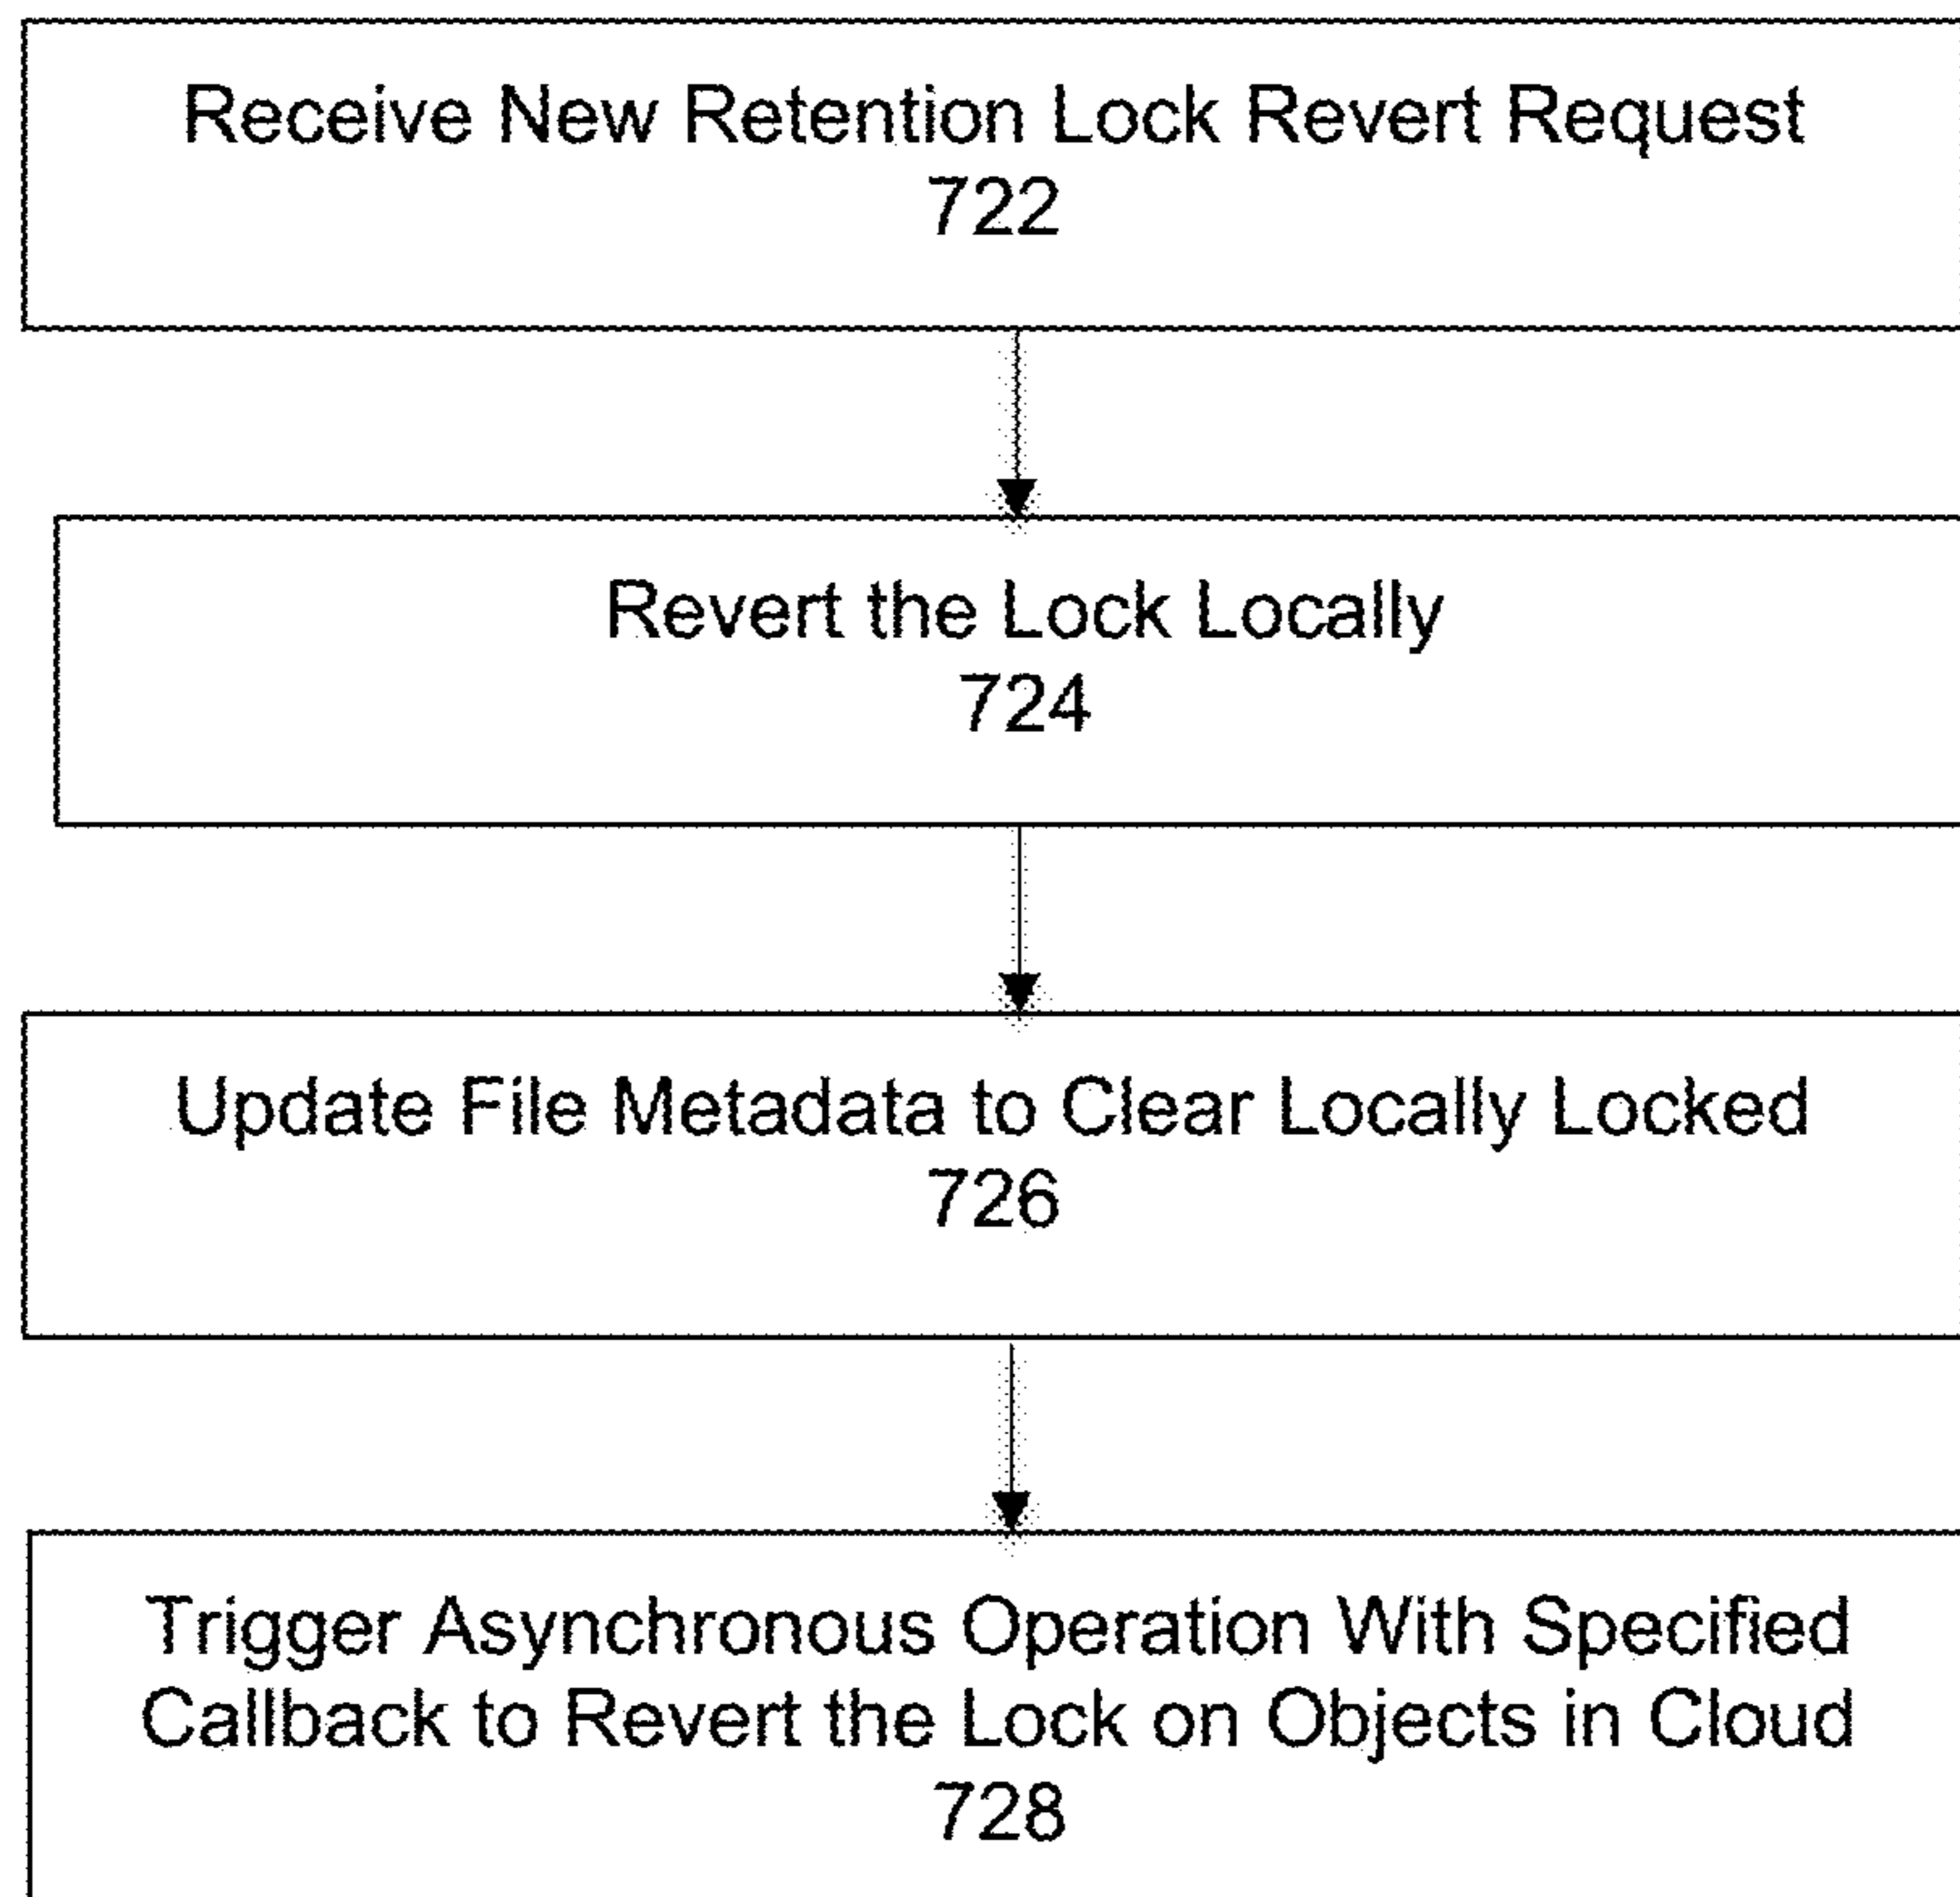 Receive New Retention Lock Revert Request
722
Revert the Lock Locally
724
Update File Metadata to Clear Locally Locked
726
Trigger Asynchronous Operation With Specified
Callback to Revert the Lock on Objects in Cloud
728